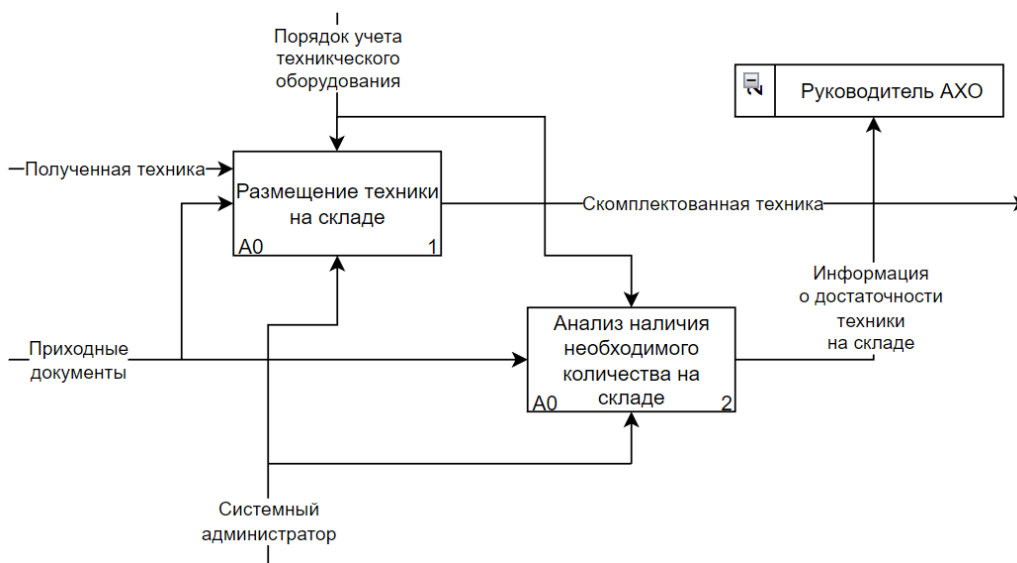 Порядок учета
техникческого
оборудования
Руководитель АХО
Полученная техника
Размещение техники
на складе
A0
1
Скомплектованная техника
Информация
о достаточности
техники
на складе
Приходные
документы
Анализ наличия
необходимого
количества на
складе
A0
2
Системный
администратор